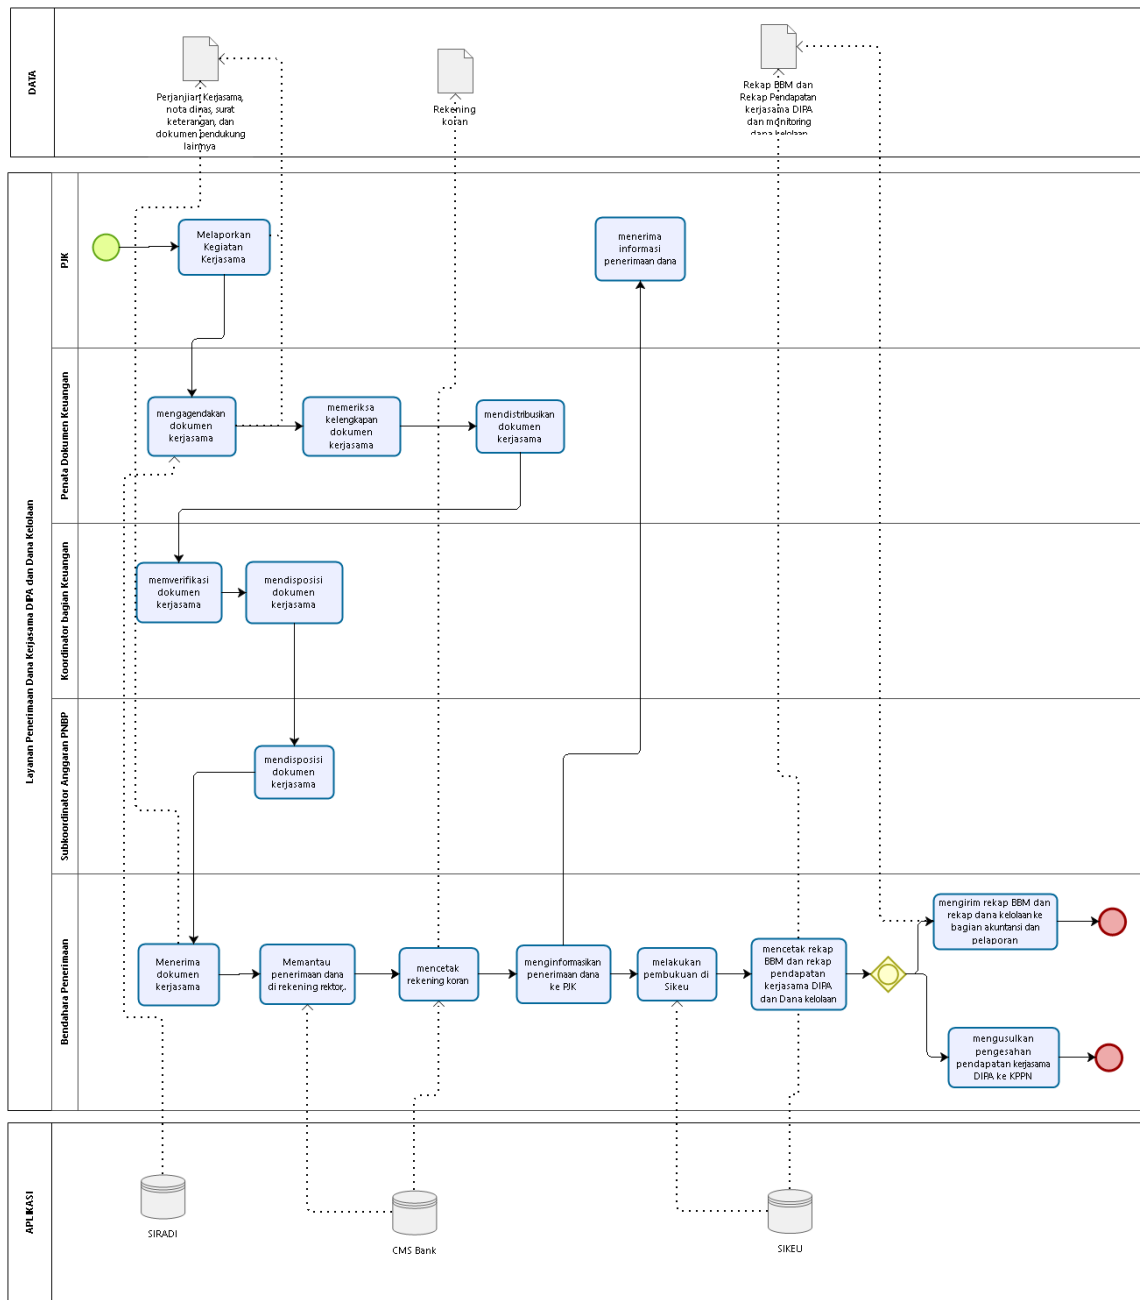 DATA
Perjanjian Kerjasama,
nota dinas, surat
keterangan, dan
dokumen pendukung
lainnya
Rekening
koran
Rekap BBM dan
Rekap Pendapatan
kerjasama DIPA
dan monitoring
dana kelolaan
Layanan Penerimaan Dana Kerjasama DIPA dan Dana Kelolaan
PJK
Melaporkan
Kegiatan
Kerjasama
menerima
informasi
penerimaan dana
Penata Dokumen Keuangan
mengagendakan
dokumen
kerjasama
memeriksa
kelengkapan
dokumen
kerjasama
mendistribusikan
dokumen
kerjasama
Koordinator bagian Keuangan
memverifikasi
dokumen
kerjasama
mendisposisi
dokumen
kerjasama
Subkoordinator Anggaran PNBP
mendisposisi
dokumen
kerjasama
Bendahara Penerimaan
Menerima
dokumen
kerjasama
Memantau
penerimaan dana
di rekening rektor,.
mencetak
rekening koran
menginformasikan
penerimaan dana
ke PJK
melakukan
pembukuan di
Sikeu
mencetak rekap
BBM dan rekap
pendapatan
kerjasama DIPA
dan Dana kelolaan
mengirim rekap BBM dan
rekap dana kelolaan ke
bagian akuntansi dan
pelaporan
mengusulkan
pengesahan
pendapatan kerjasama
DIPA ke KPPN
APLIKASI
SIRADI
CMS Bank
SIKEU